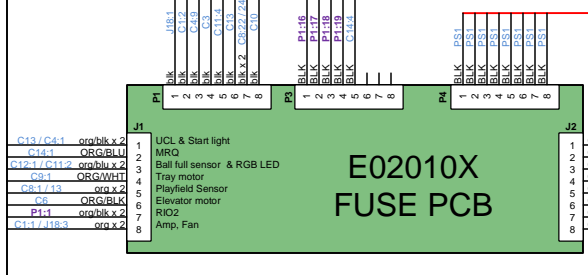 J18:1
C1:2
C4:9
C3
C11:4
C13
C8:22 / 24
C10
blk
blk
blk
blk
blk
blk
blk x 2
blk
P1:16
P1:17
P1:18
P1:19
C14:4
BLK
BLK
BLK
BLK
BLK
PS1
PS1
PS1
PS1
PS1
PS1
PS1
PS1
BLK
BLK
BLK
BLK
BLK
BLK
BLK
BLK
P1
1 2 3 4 5 6 7 8
P3
1 2 3 4 5 6 7 8
P4
1 2 3 4 5 6 7 8
J1
J2
C13 / C4:1 org/blk x 2 1 UCL & Start light
C14:1 ORG/BLU 2 MRQ
C12:1 / C11:2 org/blu x 2 3 Ball full sensor & RGB LED
C9:1 ORG/WHT 4 Tray motor
C8:1 / 13 org x 2 5 Playfield Sensor
C6 ORG/BLK 6 Elevator motor
P1:1 org/blk x 2 7 RIO2
C1:1 / J18:3 org x 2 8 Amp, Fan
E02010X
FUSE PCB
1
2
3
4
5
6
7
8